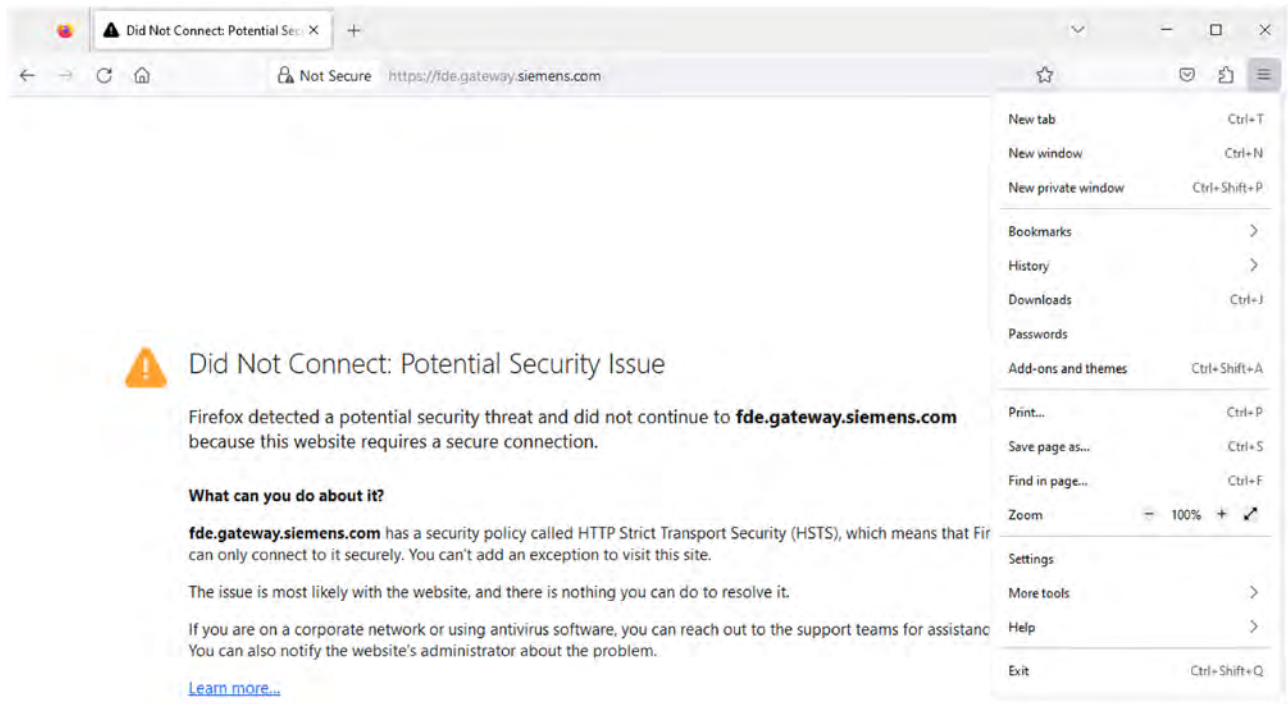 Did Not Connect: Potential Sec
Not Secure https://fde.gateway.siemens.com
Did Not Connect: Potential Security Issue
Firefox detected a potential security threat and did not continue to fde.gateway.siemens.com
because this website requires a secure connection.
What can you do about it?
fde.gateway.siemens.com has a security policy called HTTP Strict Transport Security (HSTS), which means that Fir
can only connect to it securely. You can't add an exception to visit this site.
The issue is most likely with the website, and there is nothing you can do to resolve it.
If you are on a corporate network or using antivirus software, you can reach out to the support teams for assistanc
You can also notify the website's administrator about the problem.
Learn more...
New tab Ctrl+T
New window Ctrl+N
New private window Ctrl+Shift+P
Bookmarks
History
Downloads Ctrl+J
Passwords
Add-ons and themes Ctrl+Shift+A
Print... Ctrl+P
Save page as... Ctrl+S
Find in page... Ctrl+F
Zoom − 100% +
Settings
More tools
Help
Exit Ctrl+Shift+Q